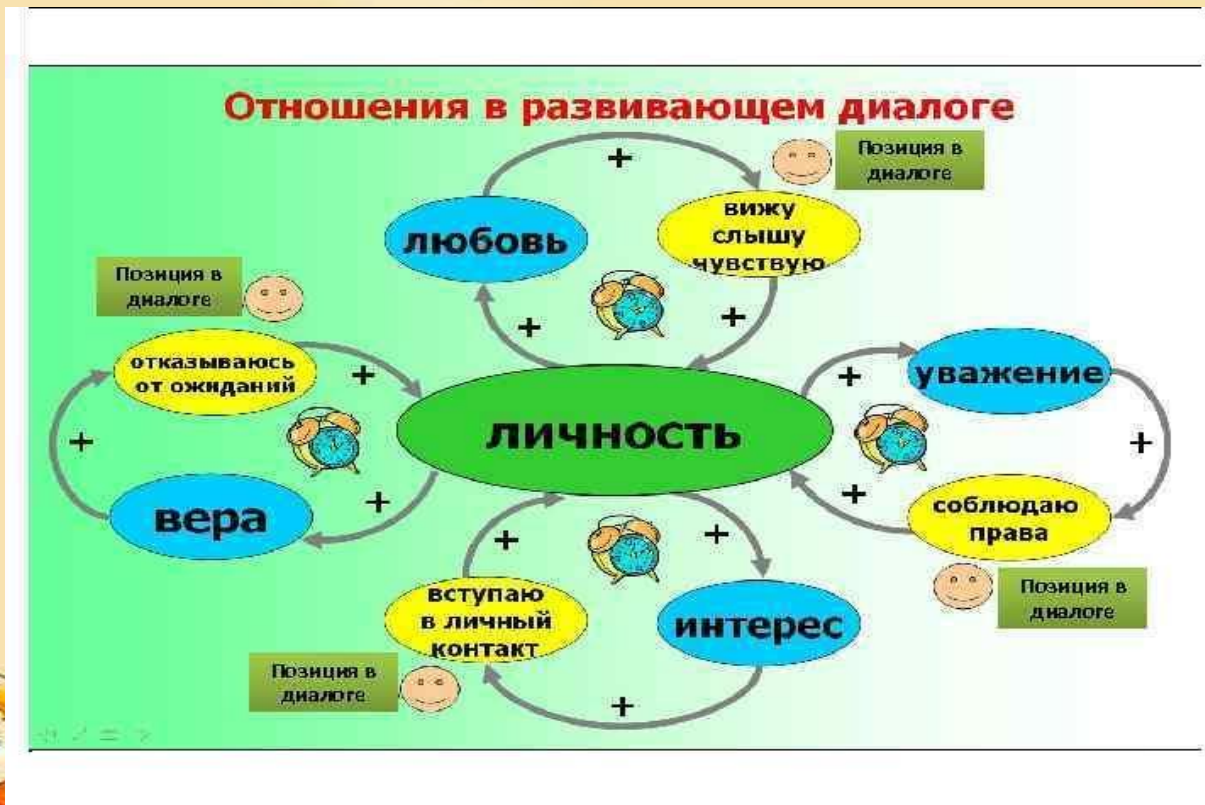 Отношения в развивающем диалоге
+
Позиция в
диалоге
любовь
вижу
слышу
чувствую
Позиция в
диалоге
+
+
отказываюсь
от ожиданий
+
+
уважение
+
личность
+
+
вера
+
+
соблюдаю
права
+
+
вступаю
в личный
контакт
интерес
Позиция в
диалоге
Позиция в
диалоге
+